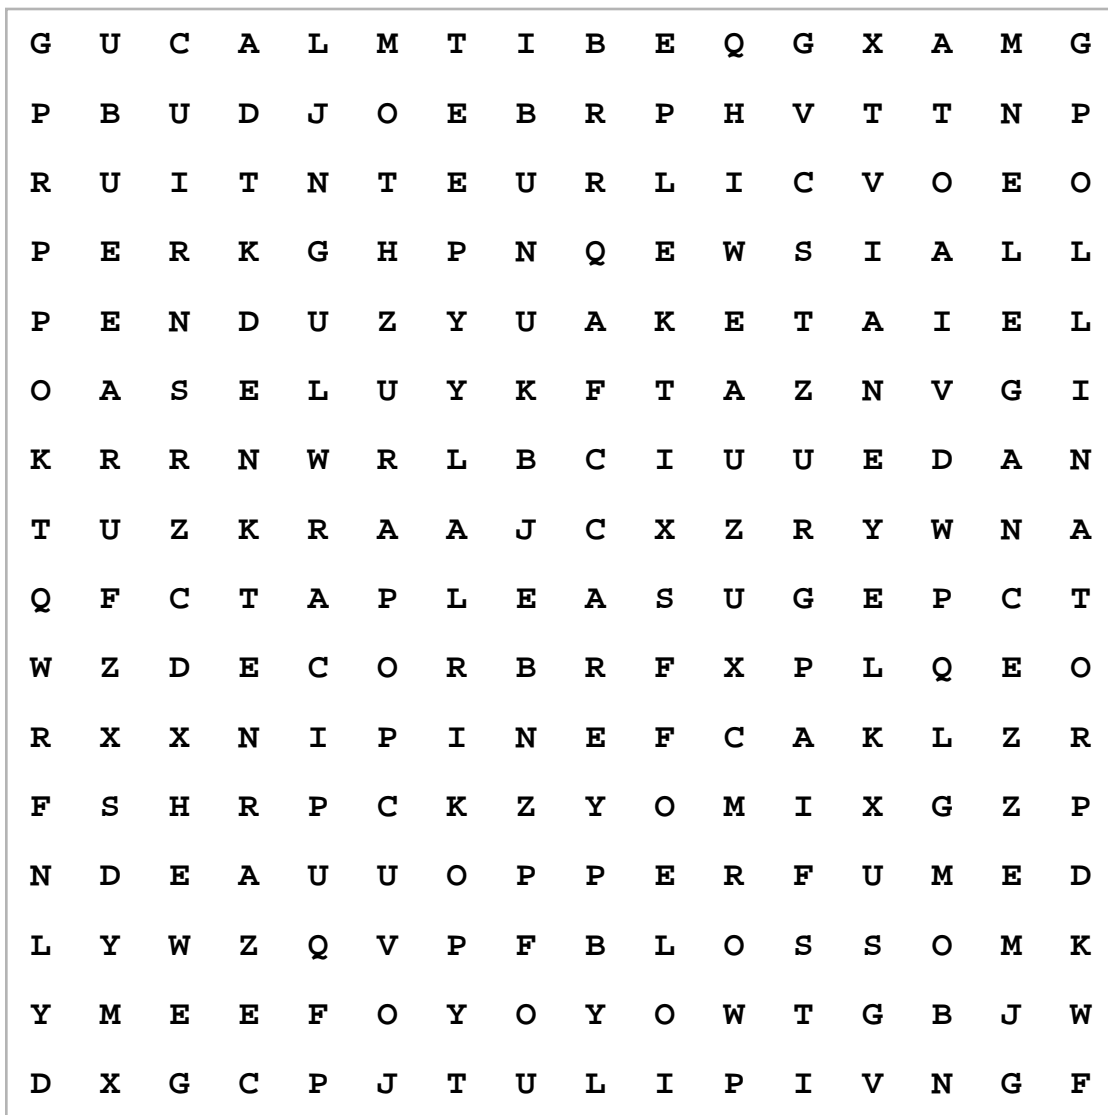 G U C A L M T I B E Q G X A M G
P B U D J O E B R P H V T T N P
R U I T N T E U R L I C V O E O
P E R K G H P N Q E W S I A L L
P E N D U Z Y U A K E T A I E L
O A S E L U Y K F T A Z N V G I
K R R N W R L B C I U U E D A N
T U Z K R A A J C X Z R Y W N A
Q F C T A P L E A S U G E P C T
W Z D E C O R B R F X P L Q E O
R X X N I P I N E F C A K L Z R
F S H R P C K Z Y O M I X G Z P
N D E A U U O P P E R F U M E D
L Y W Z Q V P F B L O S S O M K
Y M E E F O Y O Y O W T G B J W
D X G C P J T U L I P I V N G F